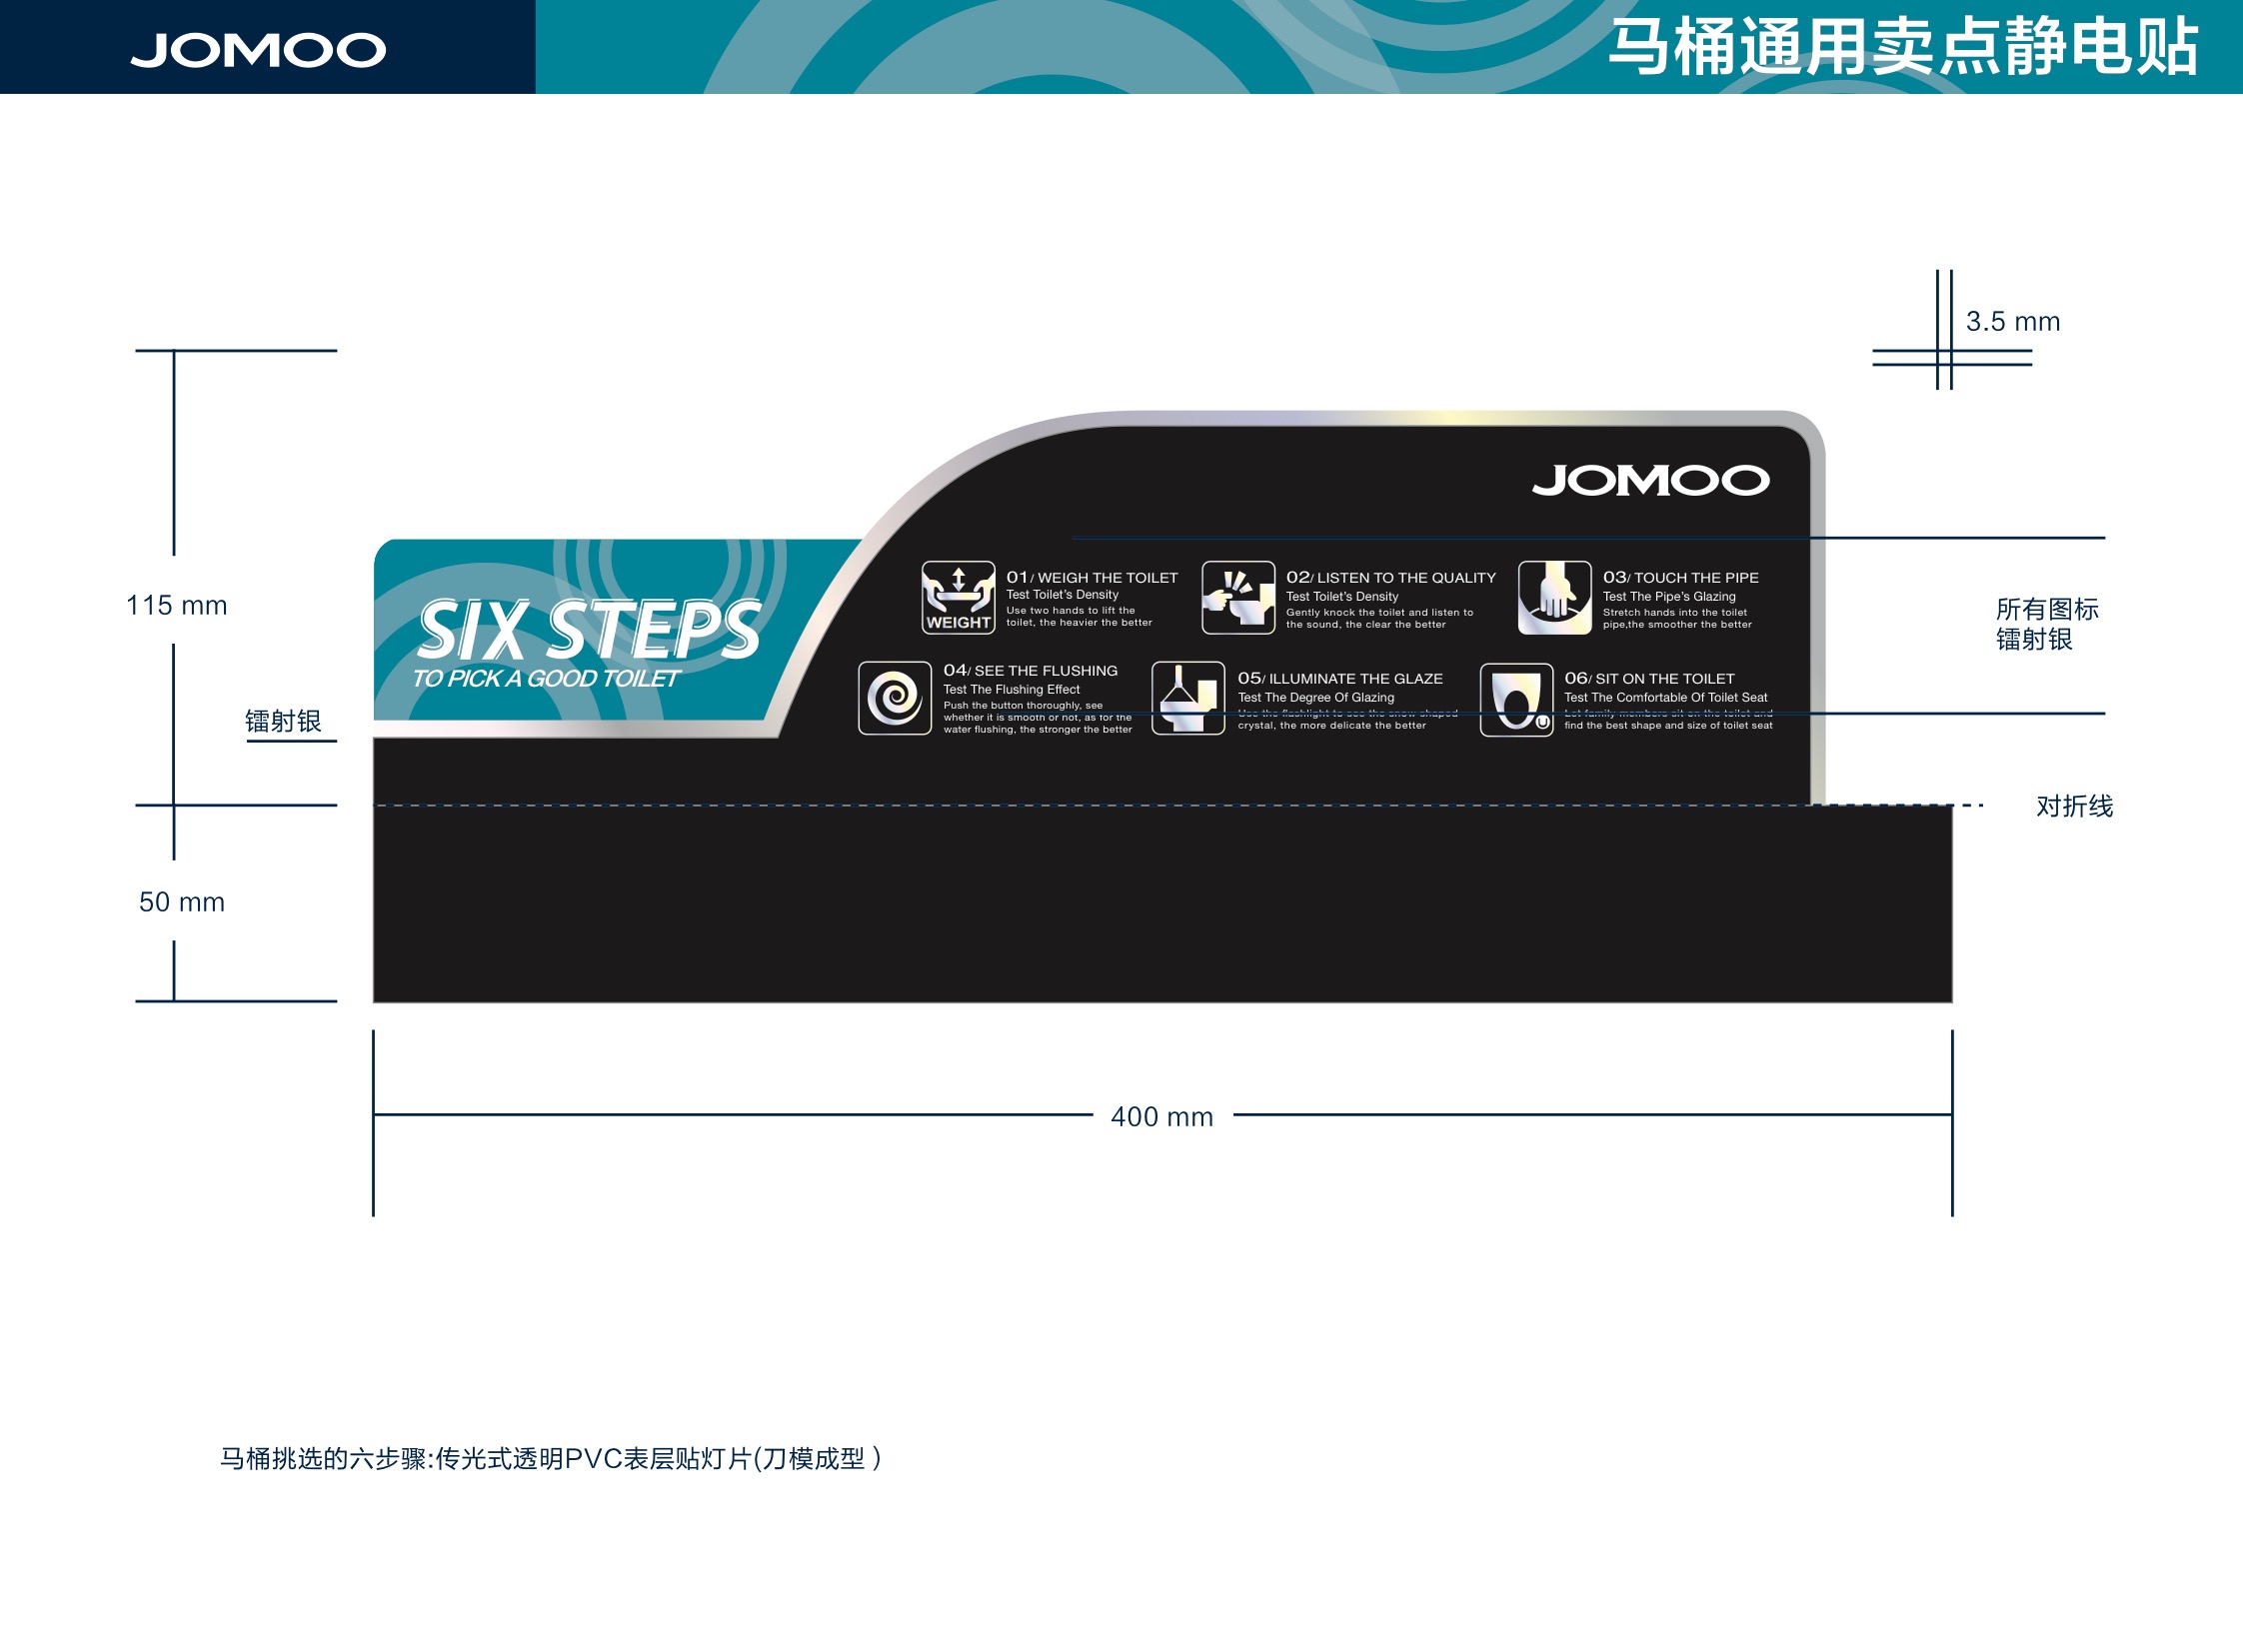 JOMOO
马桶通用卖点静电贴
3.5 mm
JOMOO
115 mm
SIX STEPS
TO PICK A GOOD TOILET
WEIGHT
01/ WEIGH THE TOILET
Test Toilet's Density
Use two hands to lift the
toilet, the heavier the better
02/ LISTEN TO THE QUALITY
Test Toilet's Density
Gently knock the toilet and listen to
the sound, the clear the better
03/ TOUCH THE PIPE
Test The Pipe's Glazing
Stretch hands into the toilet
pipe,the smoother the better
所有图标
镭射银
04/ SEE THE FLUSHING
Test The Flushing Effect
Push the button thoroughly, see
whether it is smooth or not, as for the
water flushing, the stronger the better
05/ ILLUMINATE THE GLAZE
Test The Degree Of Glazing
Use the flashlight to see the snow-shaped
crystal, the more delicate the better
06/ SIT ON THE TOILET
Test The Comfortable Of Toilet Seat
Let family members sit on the toilet and
find the best shape and size of toilet seat
镭射银
对折线
50 mm
400 mm
马桶挑选的六步骤:传光式透明PVC表层贴灯片(刀模成型 )